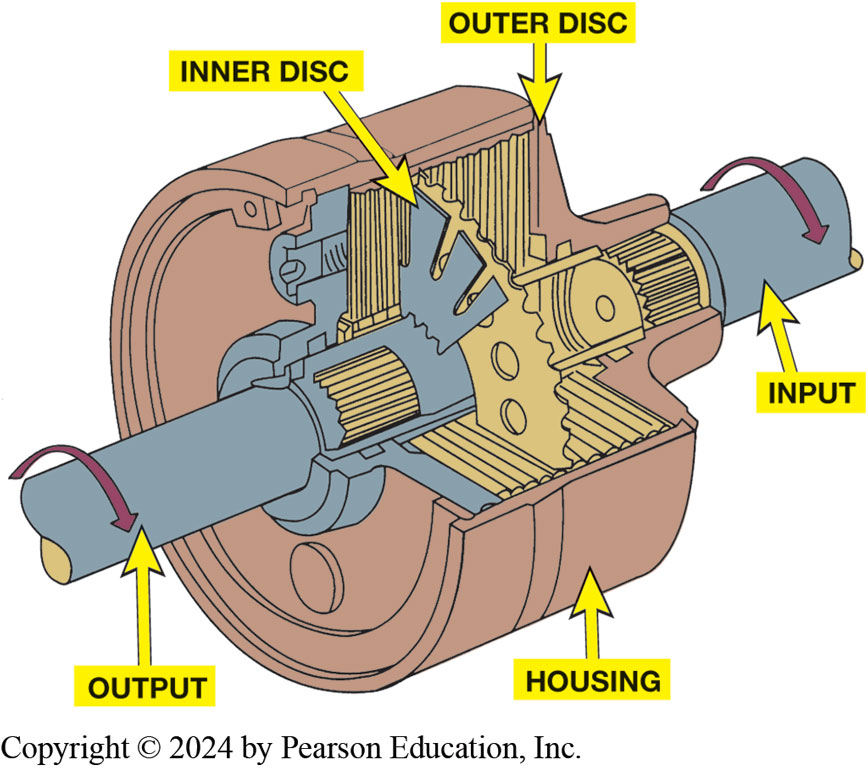 OUTER DISC
INNER DISC
INPUT
OUTPUT
HOUSING
Copyright © 2024 by Pearson Education, Inc.